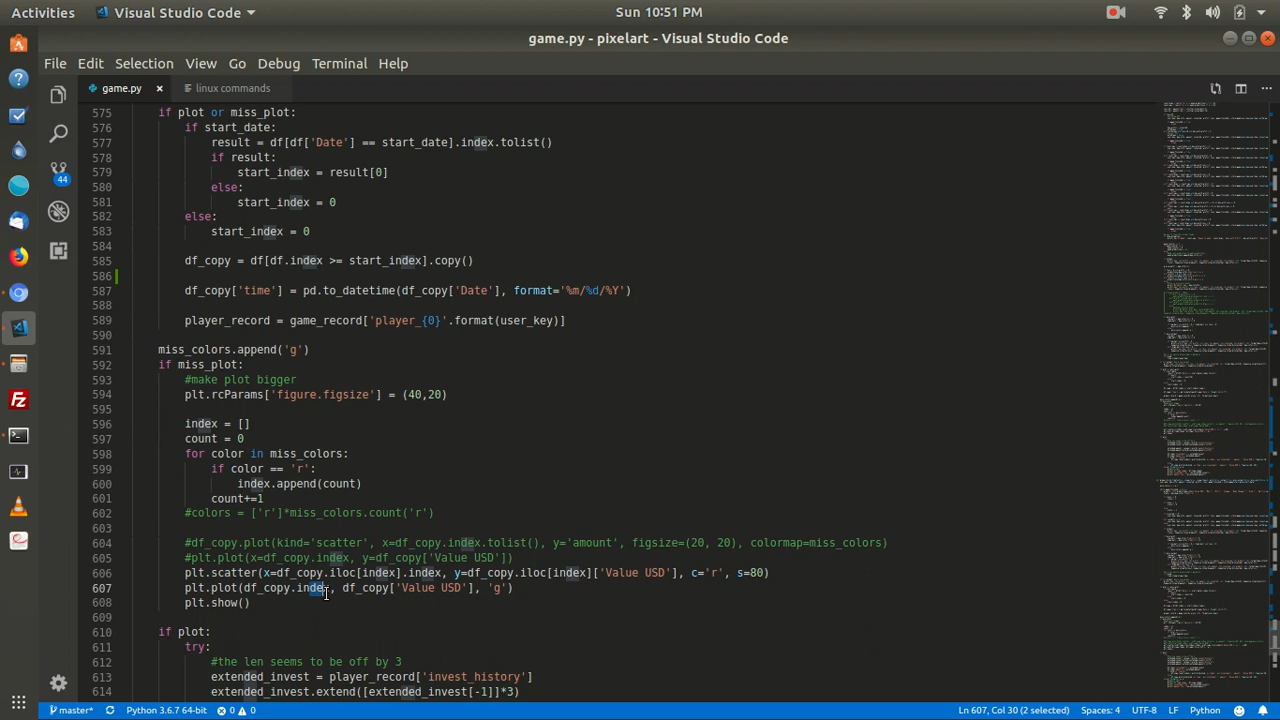 Activities Visual Studio Code Sun 10:51 PM
game.py - pixelart - Visual Studio Code
File Edit Selection View Go Debug Terminal Help
game.py × linux commands
575 if plot or miss_plot:
576 if start_date:
577 result = df[df['Date'] == start_date].index.tolist()
578 if result:
579 start_index = result[0]
580 else:
581 start_index = 0
582 else:
583 start_index = 0
584
585 df_copy = df[df.index >= start_index].copy()
586
587 df_copy['time'] = pd.to_datetime(df_copy['Date'], format='%m/%d/%Y')
588
589 player_record = game_record['player_{0}'.format(user_key)]
590
591 miss_colors.append('g')
592 if miss_plot:
593 #make plot bigger
594 plt.rcParams['figure.figsize'] = (40,20)
595
596 index = []
597 count = 0
598 for color in miss_colors:
599 if color == 'r':
600 index.append(count)
601 count+=1
602 #colors = ['r']*miss_colors.count('r')
603
604 #df_copy.plot(kind='scatter', x=df_copy.index.tolist(), y='amount', figsize=(20, 20),colormap=miss_colors)
605 #plt.plot(x=df_copy.index, y=df_copy['Value USD'])
606 plt.scatter(x=df_copy.iloc[index].index, y=df_copy.iloc[index]['Value USD'], c='r', s=80)
607 plt.plot(df_copy.index, df_copy['Value USD'], 'g')
608 plt.show()
609
610 if plot:
611 try:
612 #the len seems to be off by 3
613 extended_invest = player_record['invest_history']
614 extended_invest.extend([extended_invest[-1]]*3)
44
master* Python 3.6.7 64-bit 0 0 Ln 607, Col 30 (2 selected) Spaces: 4 UTF-8 LF Python